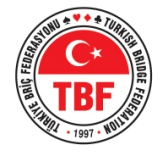 TÜRKİYE BRİÇ FEDERASYONU
TURKISH BRIDGE FEDERATION
TBF
1997